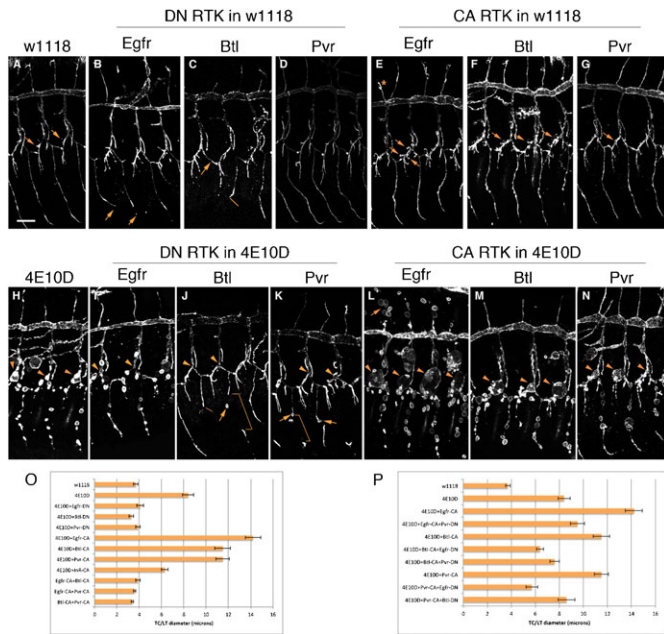 DN RTK in w1118
CA RTK in w1118
w1118
Egfr
Btl
Pvr
Egfr
Btl
Pvr
A
B
C
D
E
F
G
*
DN RTK in 4E10D
CA RTK in 4E10D
4E10D
Egfr
Btl
Pvr
Egfr
Btl
Pvr
H
I
J
K
L
M
N
O
w1118
4E10D
4E10D+Egfr-DN
4E10D+Btl-DN
4E10D+Pvr-DN
4E10D+Egfr-CA
4E10D+Btl-CA
4E10D+Pvr-CA
Egfr-CA+Btl-CA
Egfr-CA+Pvr-CA
Btl-CA+Pvr-CA
0 2 4 6 8 10 12 14 16
TC/LT diameter (microns)
P
w1118
4E10D
4E10D+Egfr-CA
4E10D+Egfr-CA+Pvr-DN
4E10D+Btl-CA
4E10D+Btl-CA+Egfr-DN
4E10D+Btl-CA+Pvr-DN
4E10D+Pvr-CA
4E10D+Pvr-CA+Egfr-DN
4E10D+Pvr-CA+Btl-DN
0 2 4 6 8 10 12 14 16
TC/LT diameter (microns)